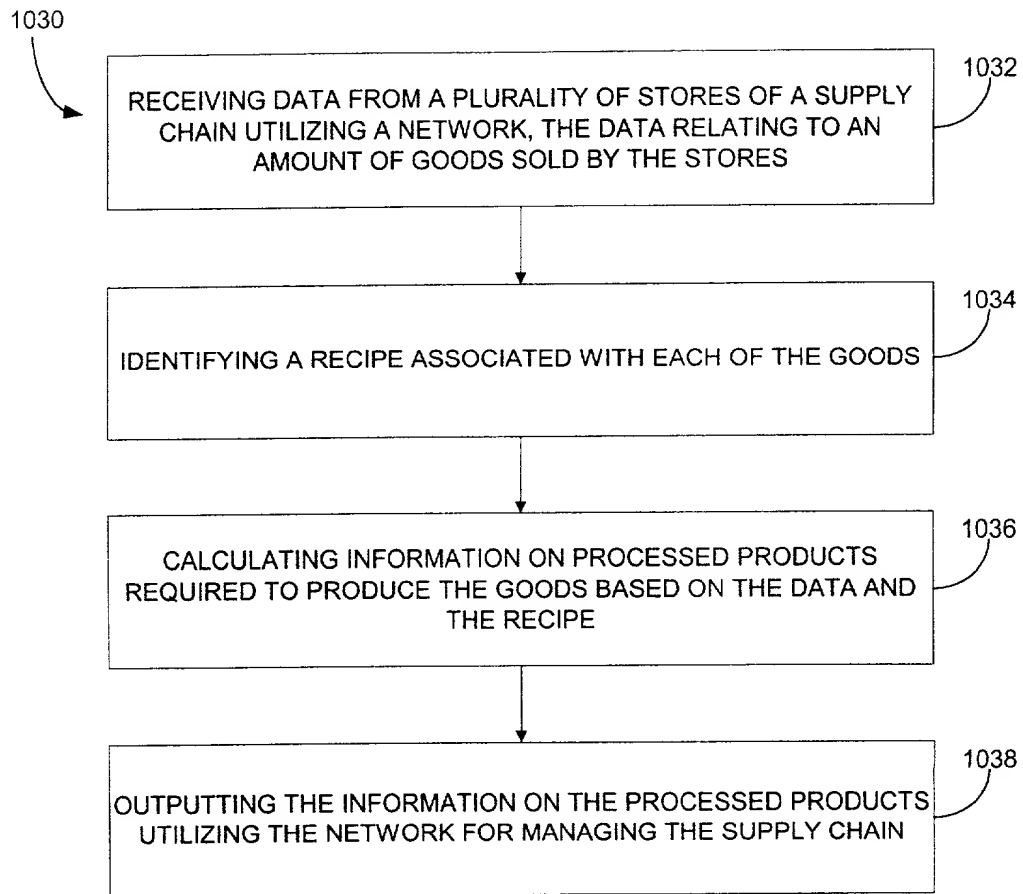 1030
1032
RECEIVING DATA FROM A PLURALITY OF STORES OF A SUPPLY
CHAIN UTILIZING A NETWORK, THE DATA RELATING TO AN
AMOUNT OF GOODS SOLD BY THE STORES
1034
IDENTIFYING A RECIPE ASSOCIATED WITH EACH OF THE GOODS
1036
CALCULATING INFORMATION ON PROCESSED PRODUCTS
REQUIRED TO PRODUCE THE GOODS BASED ON THE DATA AND
THE RECIPE
1038
OUTPUTTING THE INFORMATION ON THE PROCESSED PRODUCTS
UTILIZING THE NETWORK FOR MANAGING THE SUPPLY CHAIN